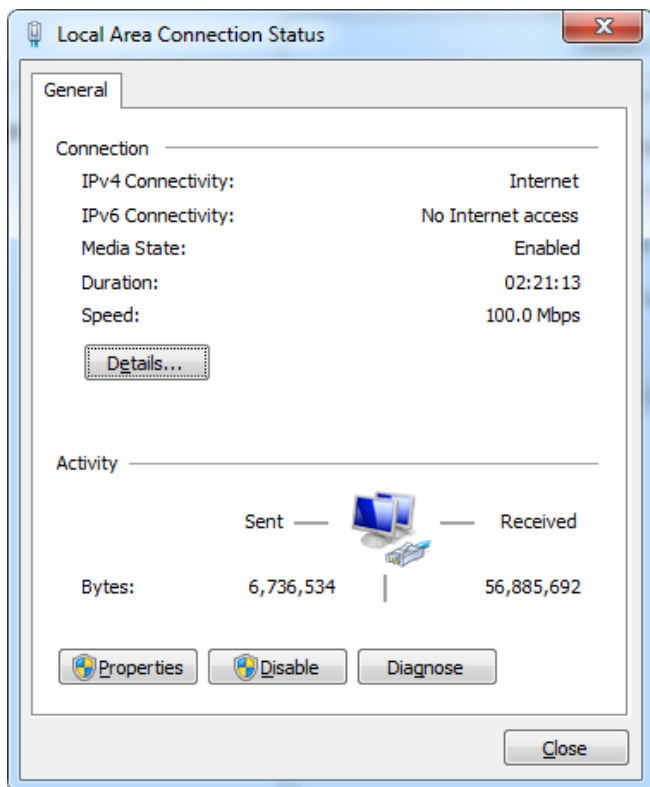 Local Area Connection Status
General
Connection
IPv4 Connectivity: Internet
IPv6 Connectivity: No Internet access
Media State: Enabled
Duration: 02:21:13
Speed: 100.0 Mbps
Details...
Activity
Sent Received
Bytes: 6,736,534 56,885,692
Properties Disable Diagnose
Close